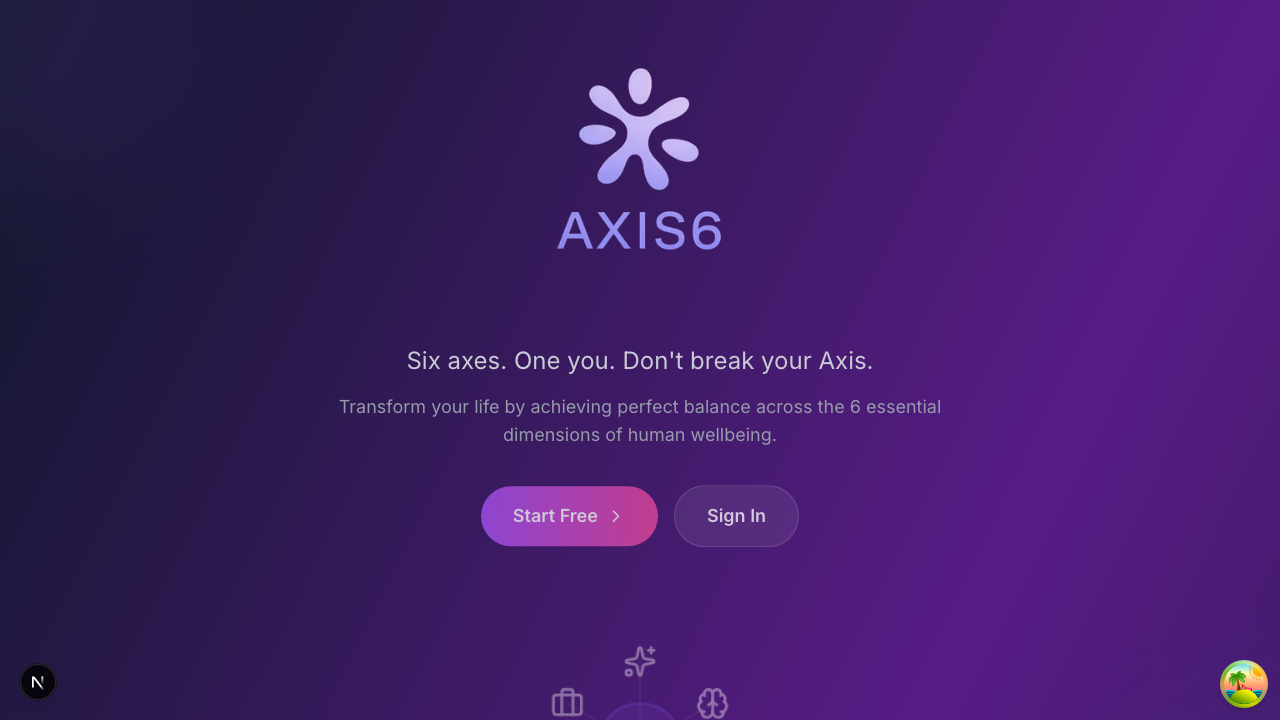 AXIS6
Six axes. One you. Don't break your Axis.
Transform your life by achieving perfect balance across the 6 essential
dimensions of human wellbeing.
Start Free
Sign In
N